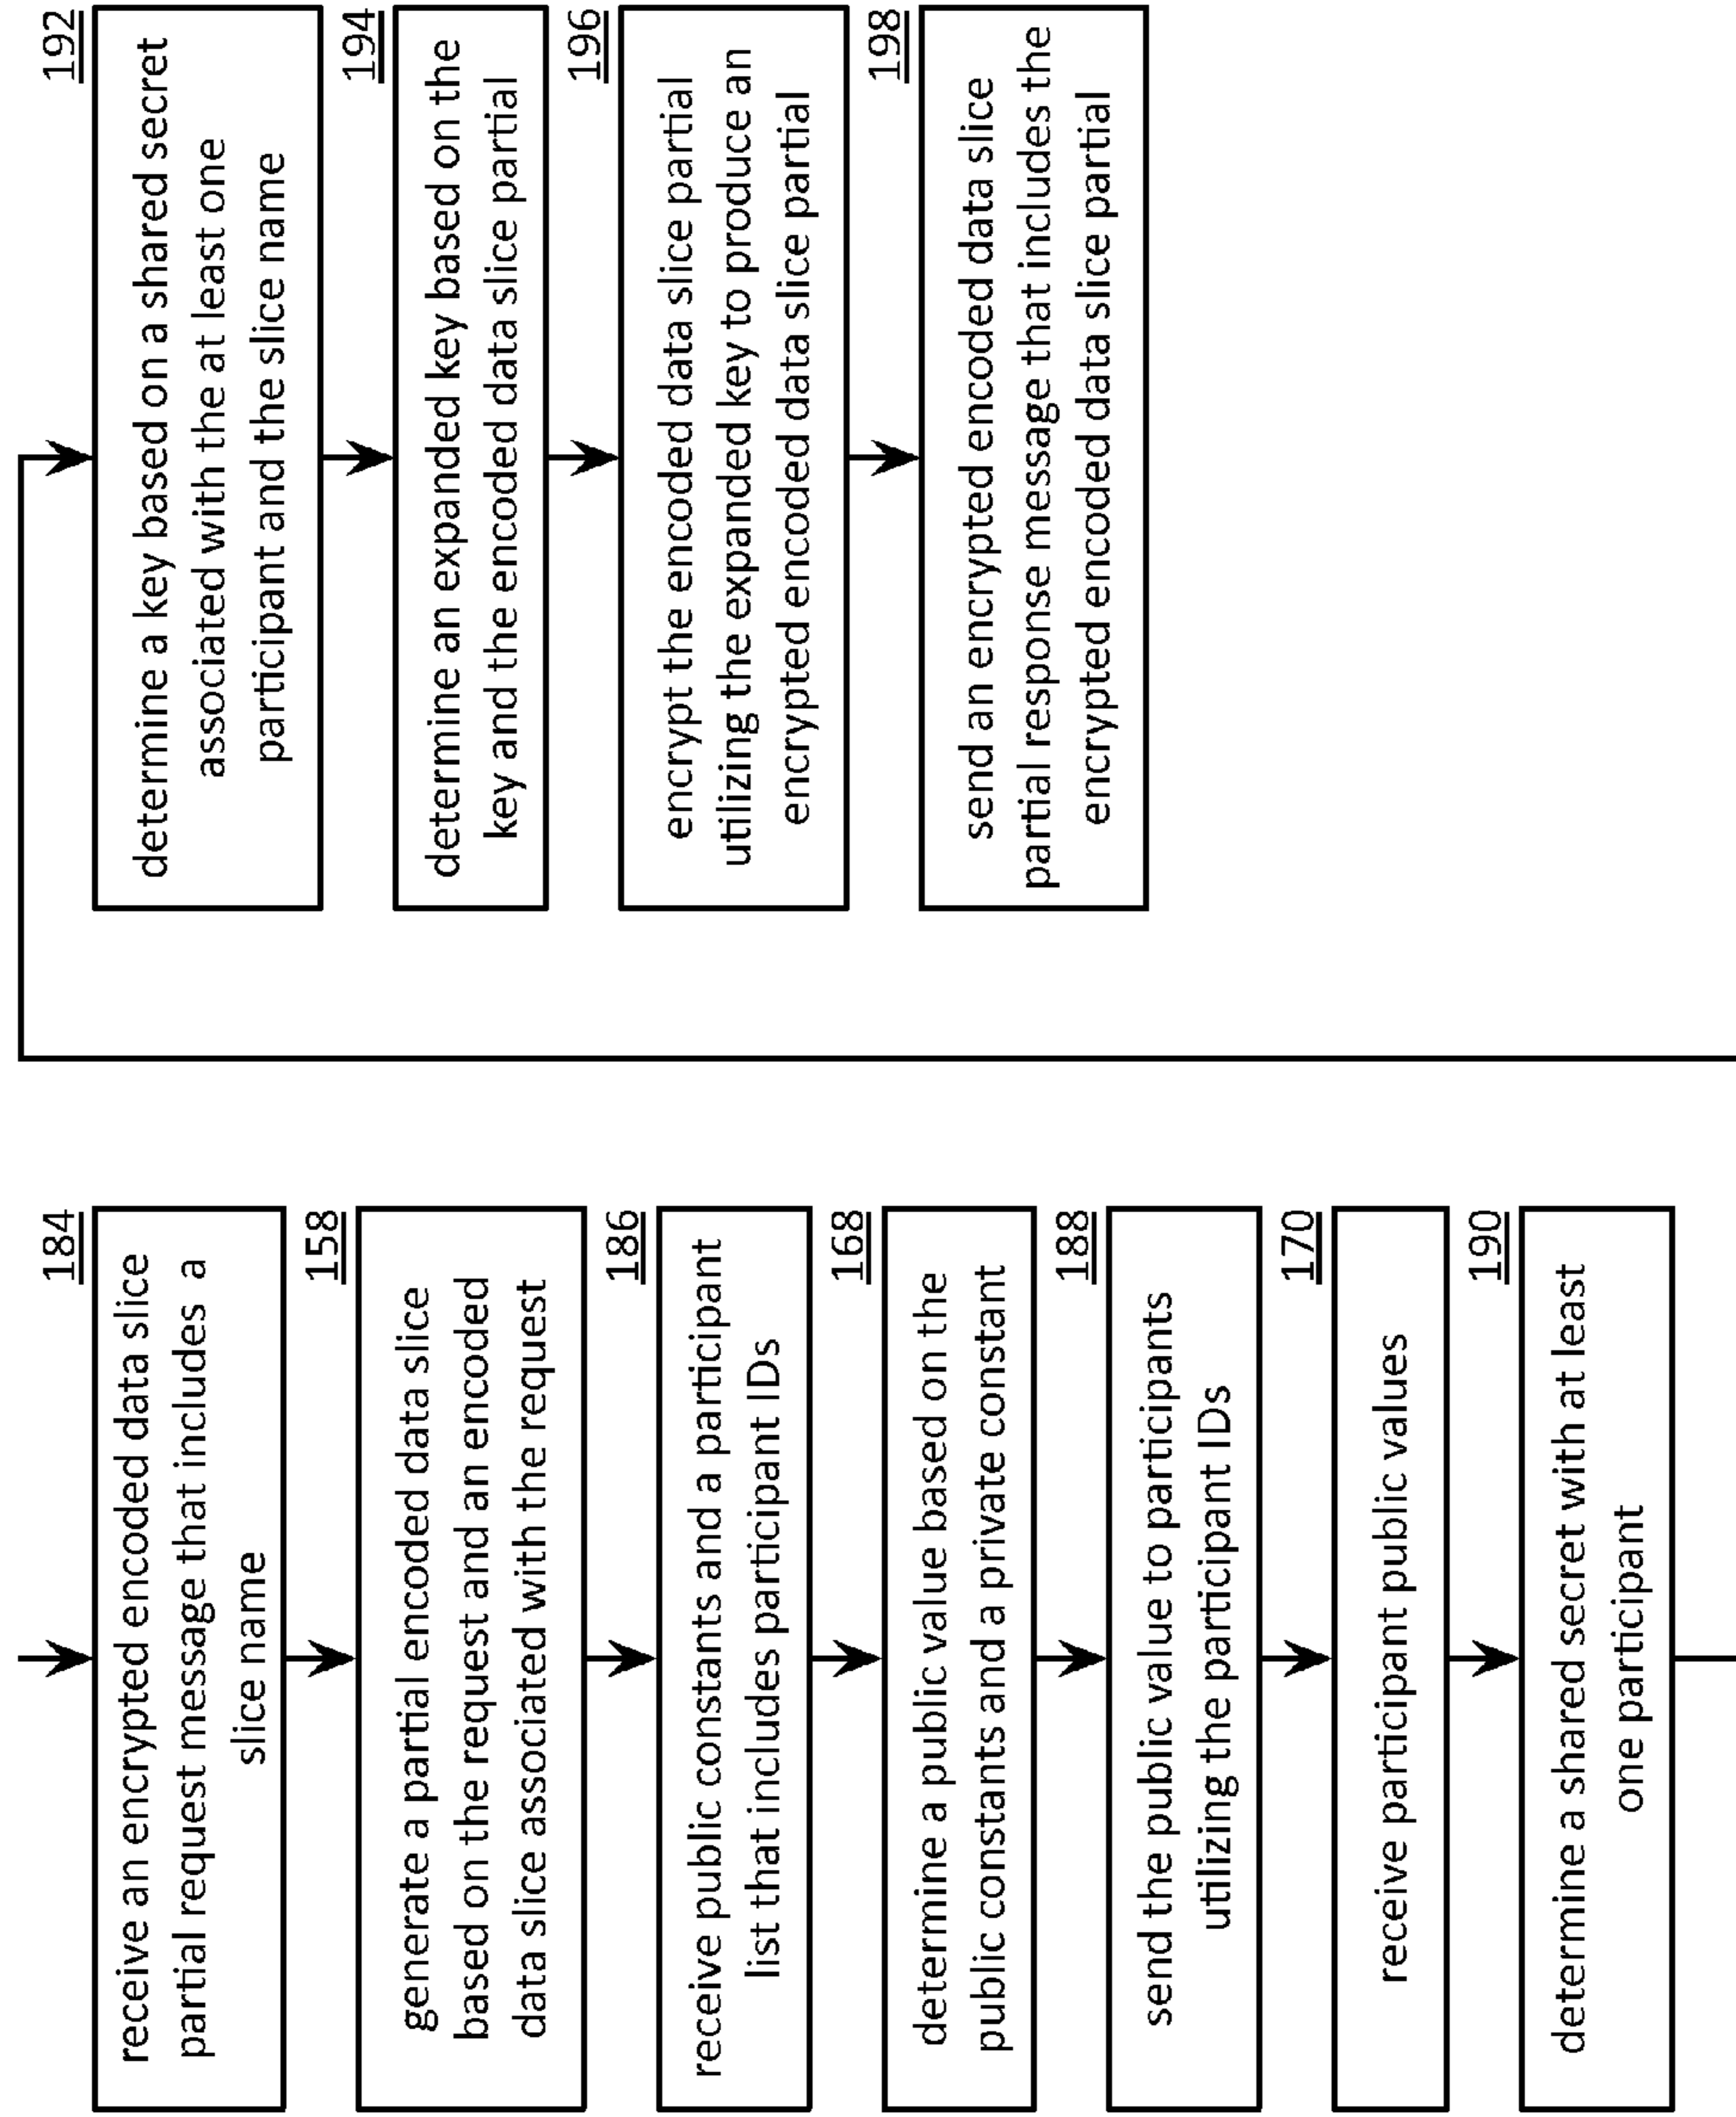 184
receive an encrypted encoded data slice
partial request message that includes a
slice name
158
generate a partial encoded data slice
based on the request and an encoded
data slice associated with the request
186
receive public constants and a participant
list that includes participant IDs
168
determine a public value based on the
public constants and a private constant
188
send the public value to participants
utilizing the participant IDs
170
receive participant public values
190
determine a shared secret with at least
one participant
192
determine a key based on a shared secret
associated with the at least one
participant and the slice name
194
determine an expanded key based on the
key and the encoded data slice partial
196
encrypt the encoded data slice partial
utilizing the expanded key to produce an
encrypted encoded data slice partial
198
send an encrypted encoded data slice
partial response message that includes the
encrypted encoded data slice partial